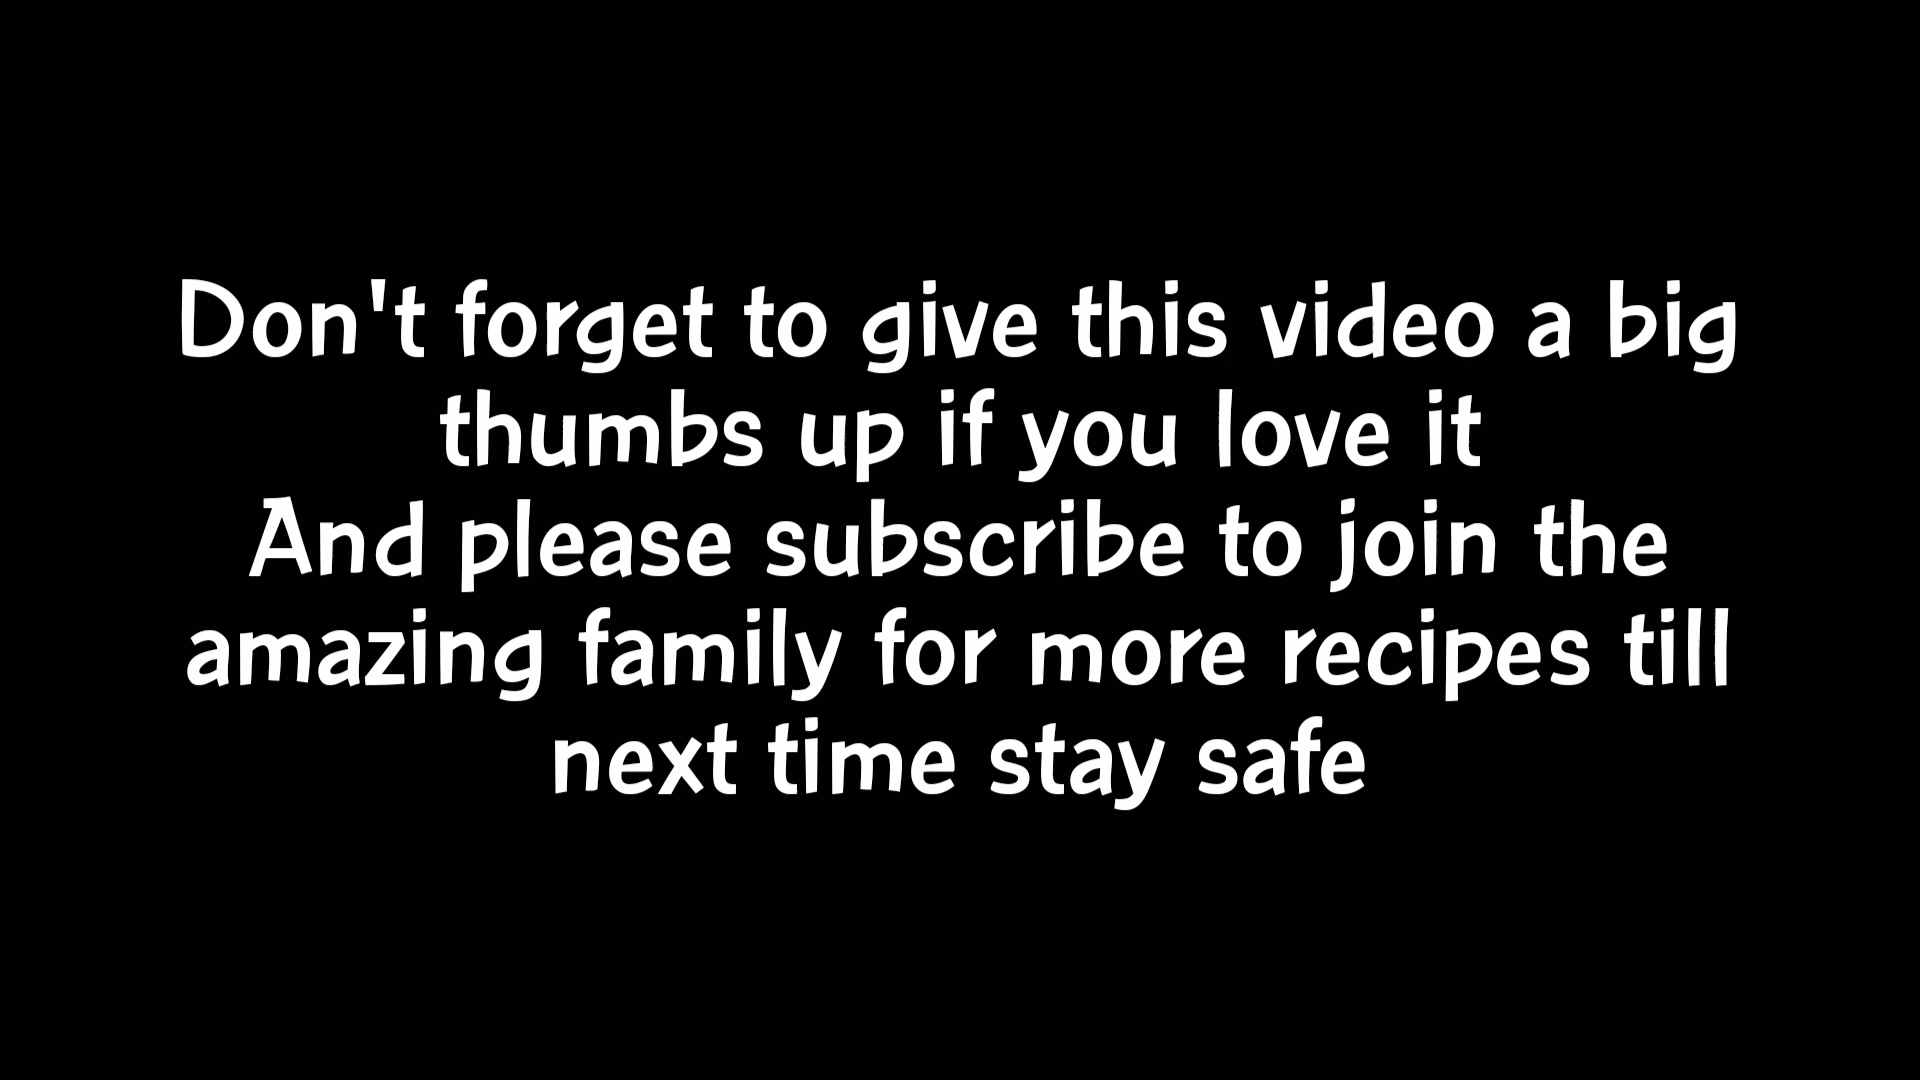 Don't forget to give this video a big
thumbs up if you love it
And please subscribe to join the
amazing family for more recipes till
next time stay safe